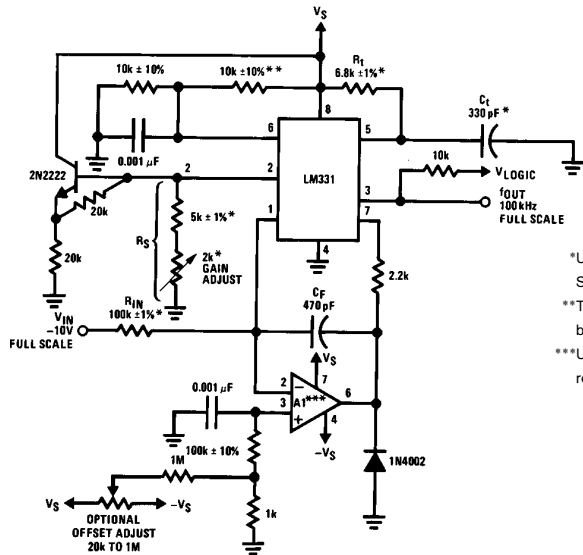 VS
10k ± 10%
10k ±10%**
Rt
6.8k ±1%*
8
Ct
330 pF*
6
5
0.001 μF
2N2222
2
2
LM331
10k
VLOGIC
3
fOUT
100 kHz
FULL SCALE
20k
5k ± 1%*
1
7
4
RS
20k
2k*
GAIN
ADJUST
2.2k
VIN
−10V
FULL SCALE
RIN
100k ±1%*
CF
470 pF
VS
7
2
−
A1***
6
3
+
4
−VS
0.001 μF
100k ± 10%
1M
1N4002
VS
−VS
1k
OPTIONAL
OFFSET ADJUST
20k TO 1M
*U
S
**T
b
***U
re